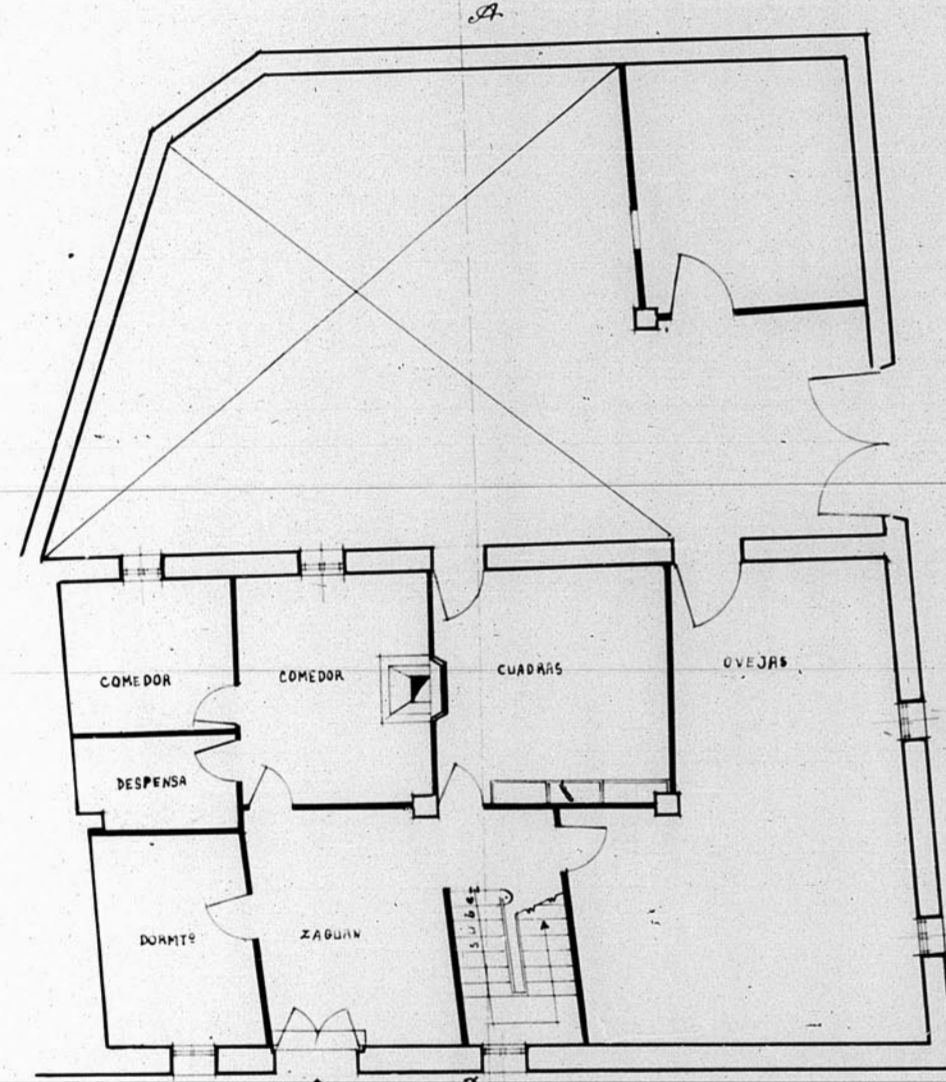 A
COMEDOR
COMEDOR
CUADRAS
OVEJAS
DESPENSA
DORMTº
ZAGUAN
SUBE